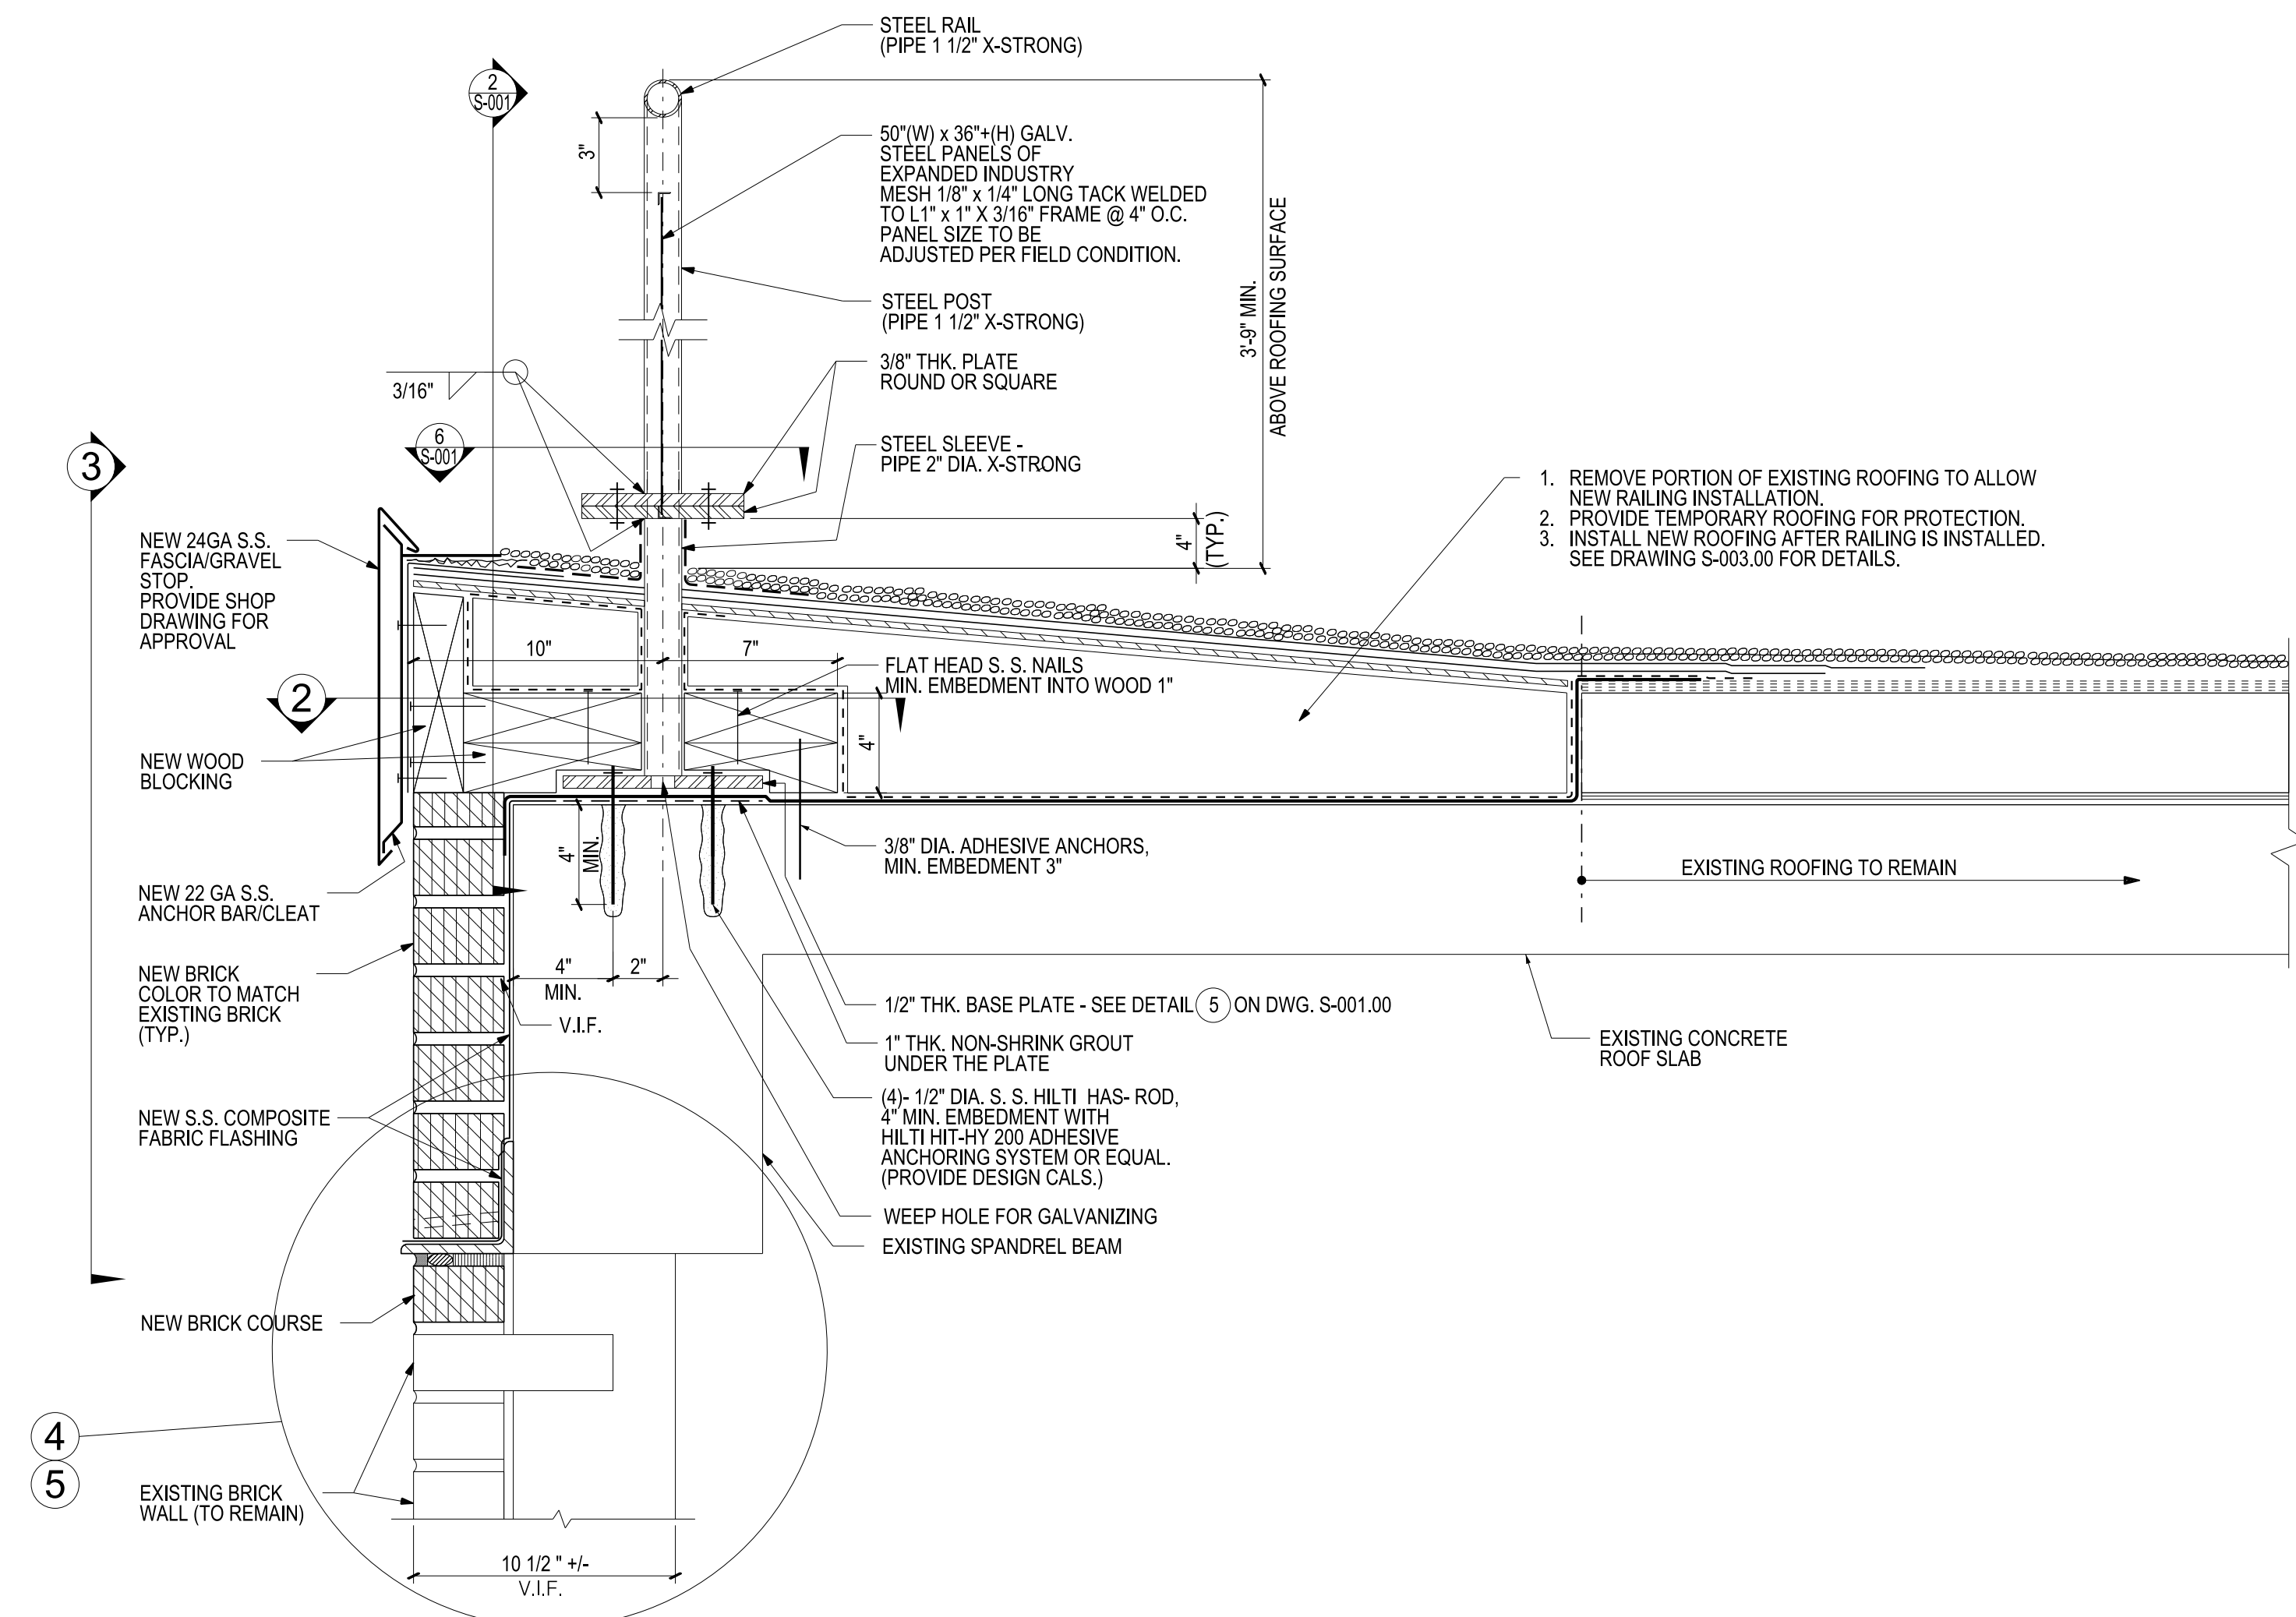 STEEL RAIL
(PIPE 1 1/2" X-STRONG)
2
S-001
3"
50"(W) x 36"+(H) GALV.
STEEL PANELS OF
EXPANDED INDUSTRY
MESH 1/8" x 1/4" LONG TACK WELDED
TO L1" x 1" X 3/16" FRAME @ 4" O.C.
PANEL SIZE TO BE
ADJUSTED PER FIELD CONDITION.
3'-9" MIN.
ABOVE ROOFING SURFACE
STEEL POST
(PIPE 1 1/2" X-STRONG)
3/8" THK. PLATE
ROUND OR SQUARE
3/16"
6
S-001
STEEL SLEEVE -
PIPE 2" DIA. X-STRONG
3
4"
(TYP.)
1. REMOVE PORTION OF EXISTING ROOFING TO ALLOW
NEW RAILING INSTALLATION.
2. PROVIDE TEMPORARY ROOFING FOR PROTECTION.
3. INSTALL NEW ROOFING AFTER RAILING IS INSTALLED.
SEE DRAWING S-003.00 FOR DETAILS.
NEW 24GA S.S.
FASCIA/GRAVEL
STOP.
PROVIDE SHOP
DRAWING FOR
APPROVAL
10"
7"
FLAT HEAD S. S. NAILS
MIN. EMBEDMENT INTO WOOD 1"
2
4"
NEW WOOD
BLOCKING
4"
MIN.
3/8" DIA. ADHESIVE ANCHORS,
MIN. EMBEDMENT 3"
EXISTING ROOFING TO REMAIN
NEW 22 GA S.S.
ANCHOR BAR/CLEAT
NEW BRICK
COLOR TO MATCH
EXISTING BRICK
(TYP.)
4"
MIN.
2"
V.I.F.
1/2" THK. BASE PLATE - SEE DETAIL 5 ON DWG. S-001.00
1" THK. NON-SHRINK GROUT
UNDER THE PLATE
EXISTING CONCRETE
ROOF SLAB
NEW S.S. COMPOSITE
FABRIC FLASHING
(4)- 1/2" DIA. S. S. HILTI HAS- ROD,
4" MIN. EMBEDMENT WITH
HILTI HIT-HY 200 ADHESIVE
ANCHORING SYSTEM OR EQUAL.
(PROVIDE DESIGN CALS.)
WEEP HOLE FOR GALVANIZING
EXISTING SPANDREL BEAM
NEW BRICK COURSE
4
5
EXISTING BRICK
WALL (TO REMAIN)
10 1/2 " +/-
V.I.F.